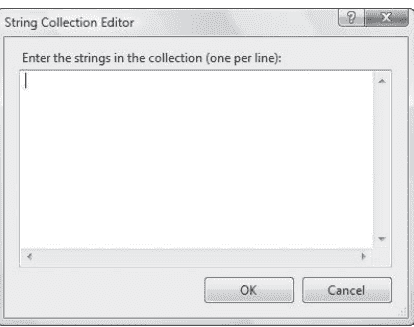 String Collection Editor
Enter the strings in the collection (one per line):
OK
Cancel